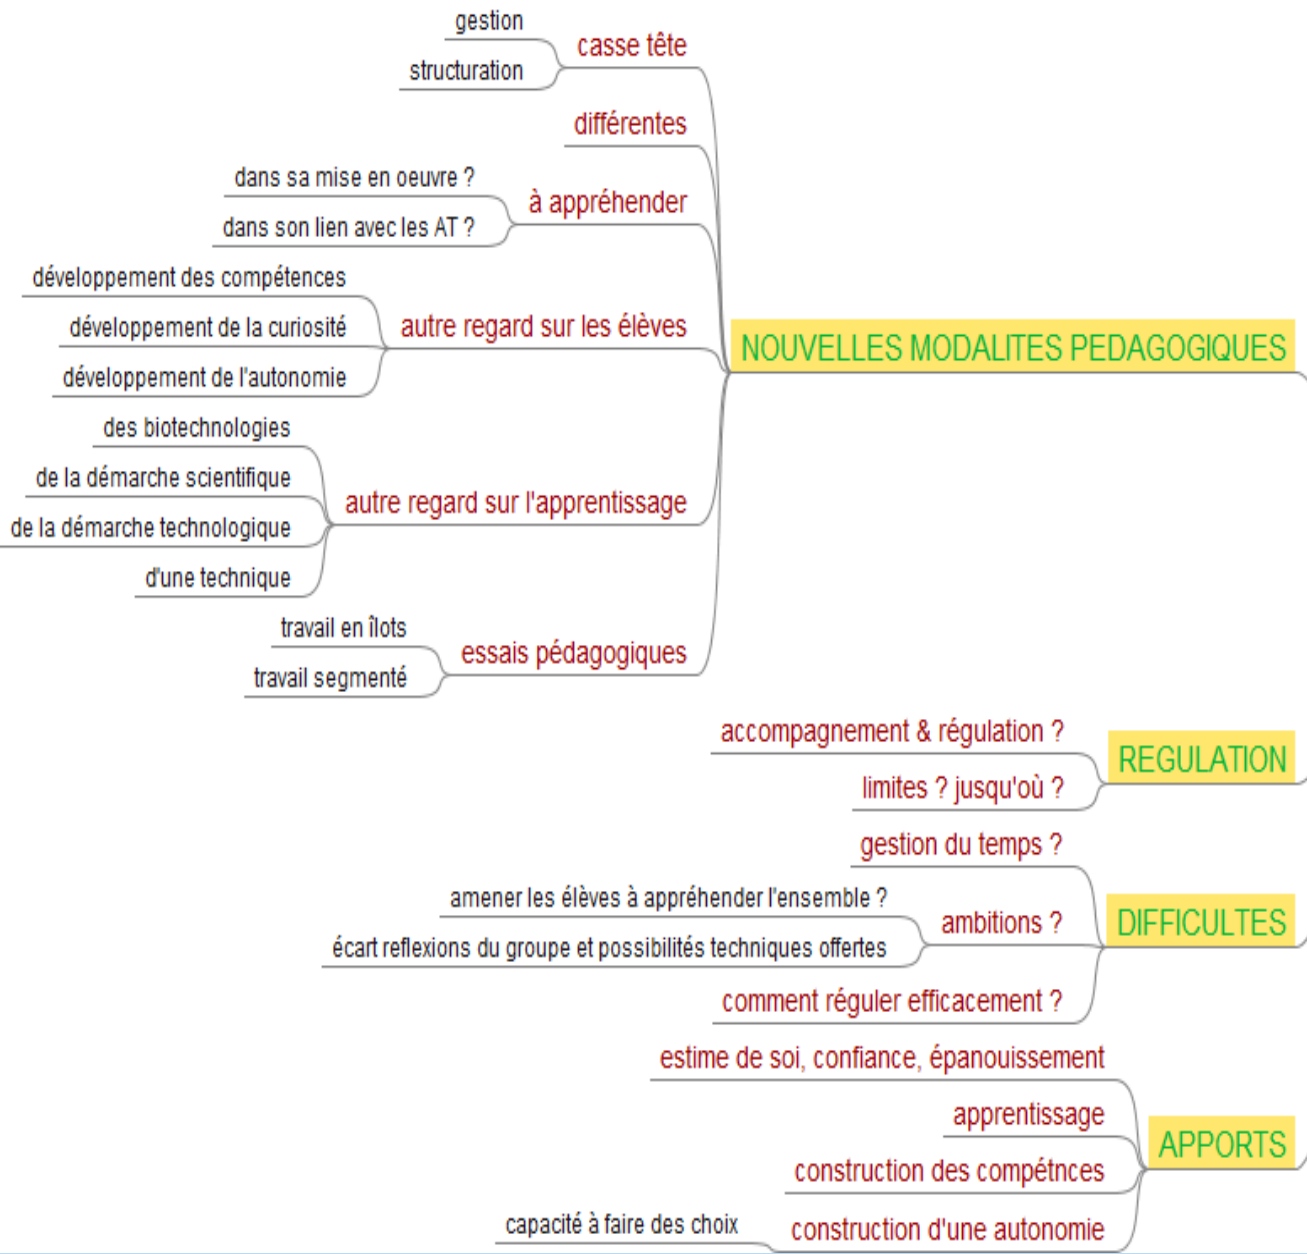 gestion
casse tête
structuration
différentes
dans sa mise en oeuvre ?
à appréhender
dans son lien avec les AT ?
développement des compétences
développement de la curiosité
autre regard sur les élèves
développement de l'autonomie
NOUVELLES MODALITES PEDAGOGIQUES
des biotechnologies
de la démarche scientifique
autre regard sur l'apprentissage
de la démarche technologique
d'une technique
travail en îlots
essais pédagogiques
travail segmenté
accompagnement & régulation ?
REGULATION
limites ? jusqu'où ?
gestion du temps ?
amener les élèves à appréhender l'ensemble ?
ambitions ?
DIFFICULTES
écart reflexions du groupe et possibilités techniques offertes
comment réguler efficacement ?
estime de soi, confiance, épanouissement
apprentissage
APPORTS
construction des compétnces
capacité à faire des choix
construction d'une autonomie